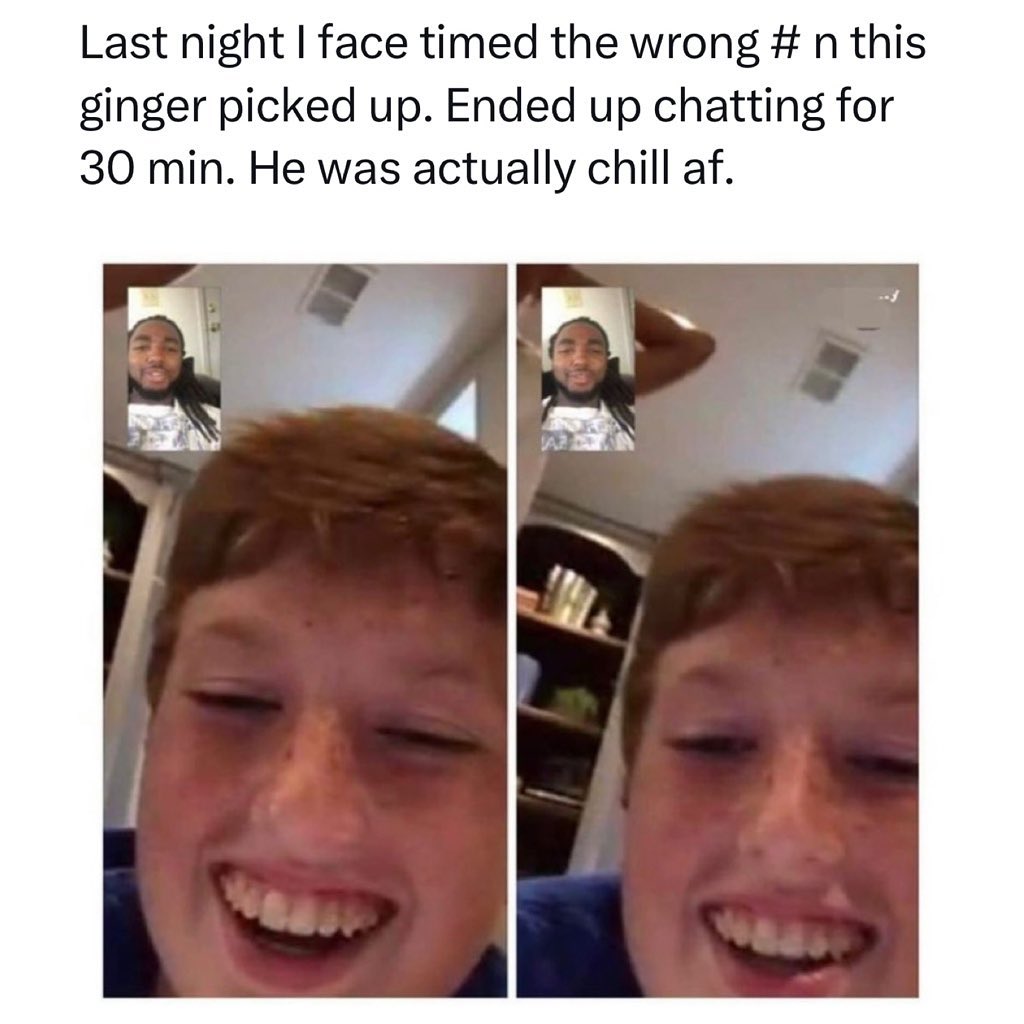 Last night I face timed the wrong # n this
ginger picked up. Ended up chatting for
30 min. He was actually chill af.